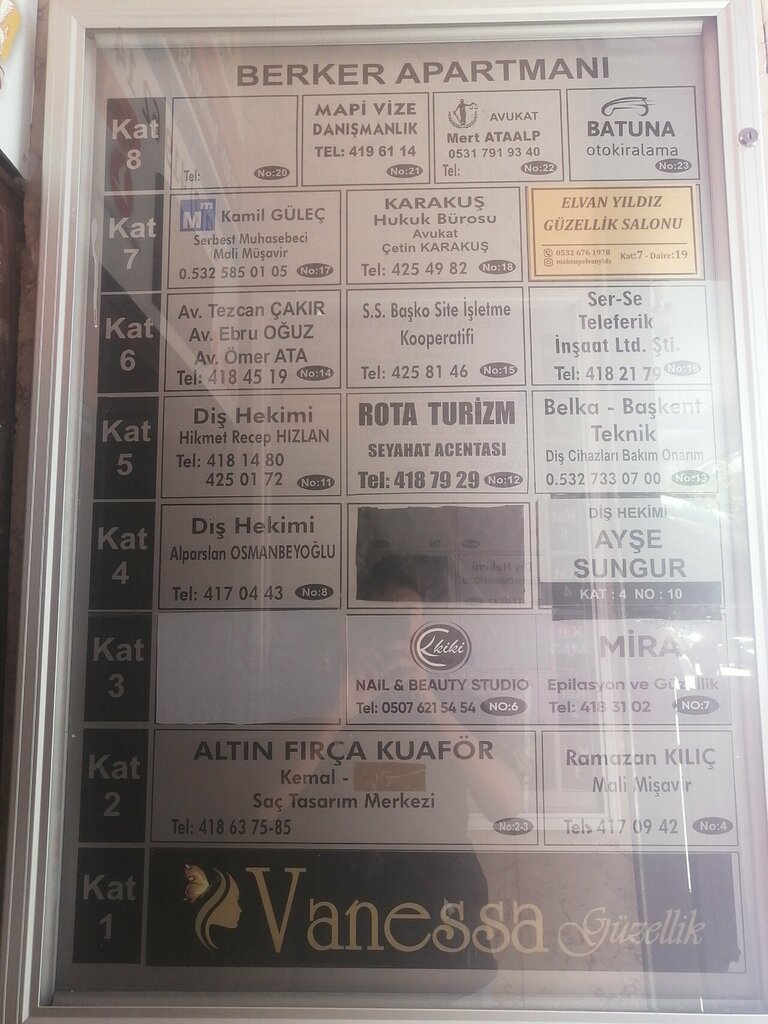 BERKER APARTMANI
Kat
8
Tel:
No:20
MAPİ VİZE
DANIŞMANLIK
TEL: 419 61 14
No:21
AVUKAT
Mert ATAALP
0531 791 93 40
Tel:
No:22
BATUNA
otokiralama
No:23
Kat
7
Kamil GÜLEÇ
Serbest Muhasebeci
Mali Müşavir
0.532 585 01 05 No:17
KARAKUŞ
Hukuk Bürosu
Avukat
Çetin KARAKUŞ
Tel: 425 49 82 No:18
ELVAN YILDIZ
GÜZELLİK SALONU
0532 676 1978
makeupelvanyildz
Kat:7 - Daire:19
Kat
6
Av. Tezcan ÇAKIR
Av. Ebru OĞUZ
Av. Ömer ATA
Tel: 418 45 19 No:14
S.S. Başko Site İşletme
Kooperatifi
Tel: 425 81 46 No:15
Ser-Se
Teleferik
İnşaat Ltd. Şti.
Tel: 418 21 79 No:16
Kat
5
Diş Hekimi
Hikmet Recep HIZLAN
Tel: 418 14 80
425 01 72 No:11
ROTA TURİZM
SEYAHAT ACENTASI
Tel: 418 79 29 No:12
Belka - Başkent
Teknik
Diş Cihazları Bakım Onarım
0.532 733 07 00 No:13
Kat
4
Diş Hekimi
Alparslan OSMANBEYOĞLU
Tel: 417 04 43 No:8
DİŞ HEKİMİ
AYŞE
SUNGUR
KAT : 4 NO : 10
Kat
3
kiki
NAIL & BEAUTY STUDIO
Tel: 0507 621 54 54 NO:6
MİRA
Epilasyon ve Güzellik
Tel: 418 31 02 NO:7
Kat
2
ALTIN FIRÇA KUAFÖR
Kemal -
Saç Tasarım Merkezi
Tel: 418 63 75-85 No:2-3
Ramazan KILIÇ
Mali Mişavir
Tel: 417 09 42 No:4
Kat
1
Vanessa Güzellik